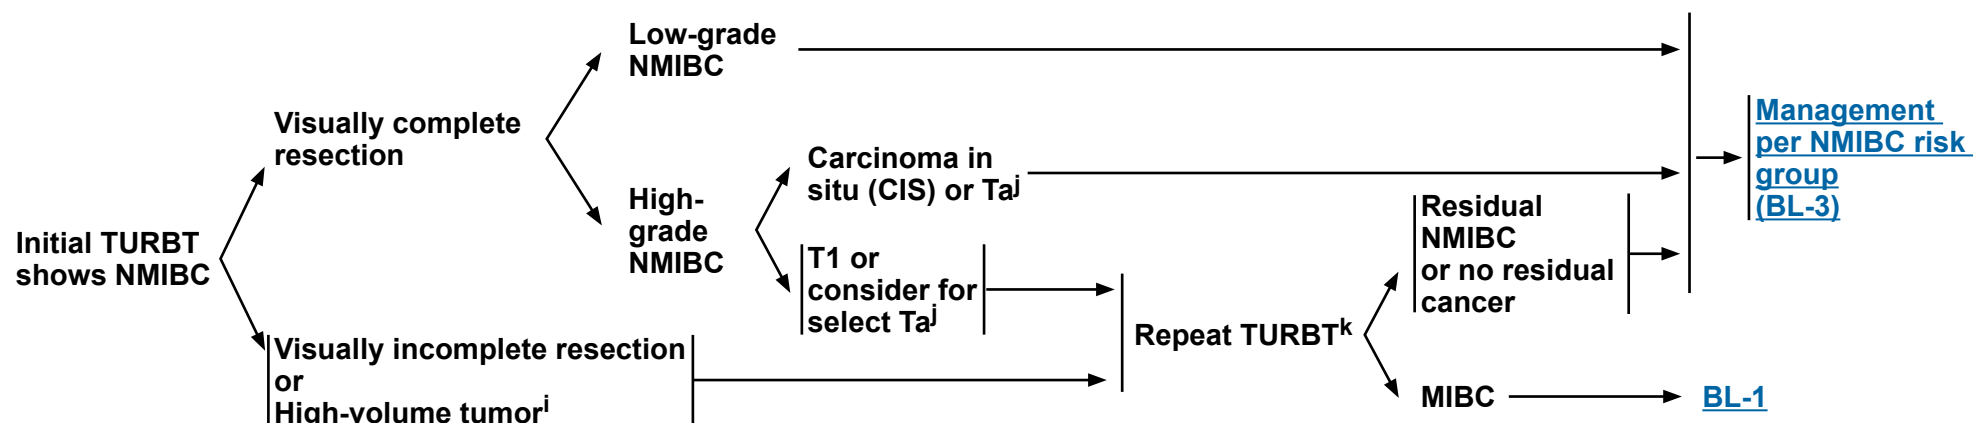 Initial TURBT
shows NMIBC
Visually complete
resection
Low-grade
NMIBC
High-
grade
NMIBC
Carcinoma in
situ (CIS) or Taj
T1 or
consider for
select Taj
Visually incomplete resection
or
High-volume tumori
Repeat TURBTk
Residual
NMIBC
or no residual
cancer
MIBC
BL-1
Management
per NMIBC risk
group
(BL-3)